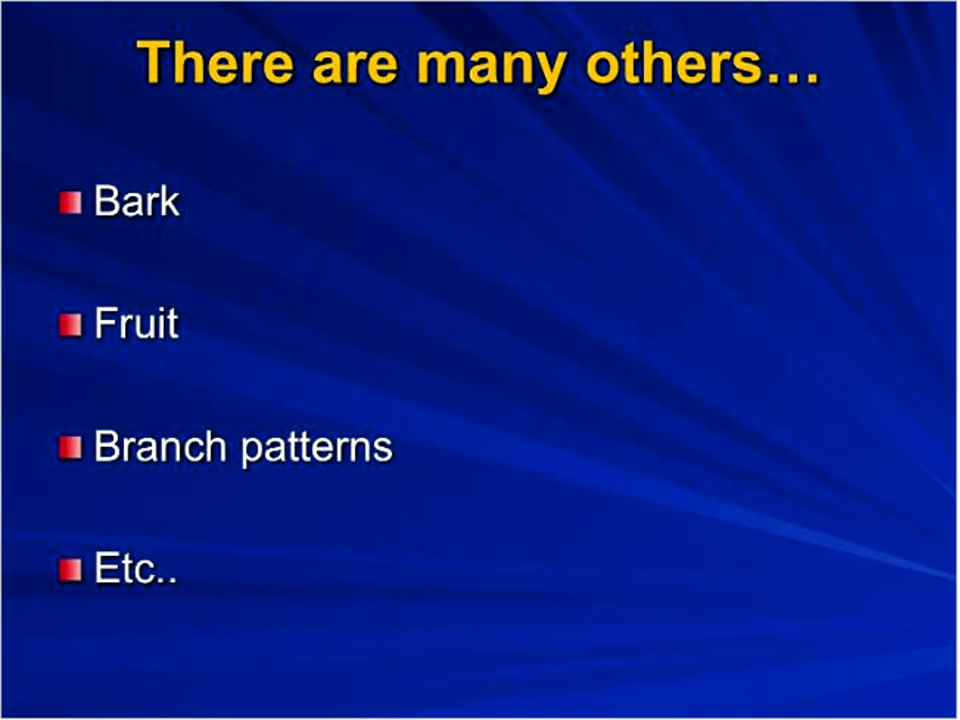 There are many others…
Bark
Fruit
Branch patterns
Etc..